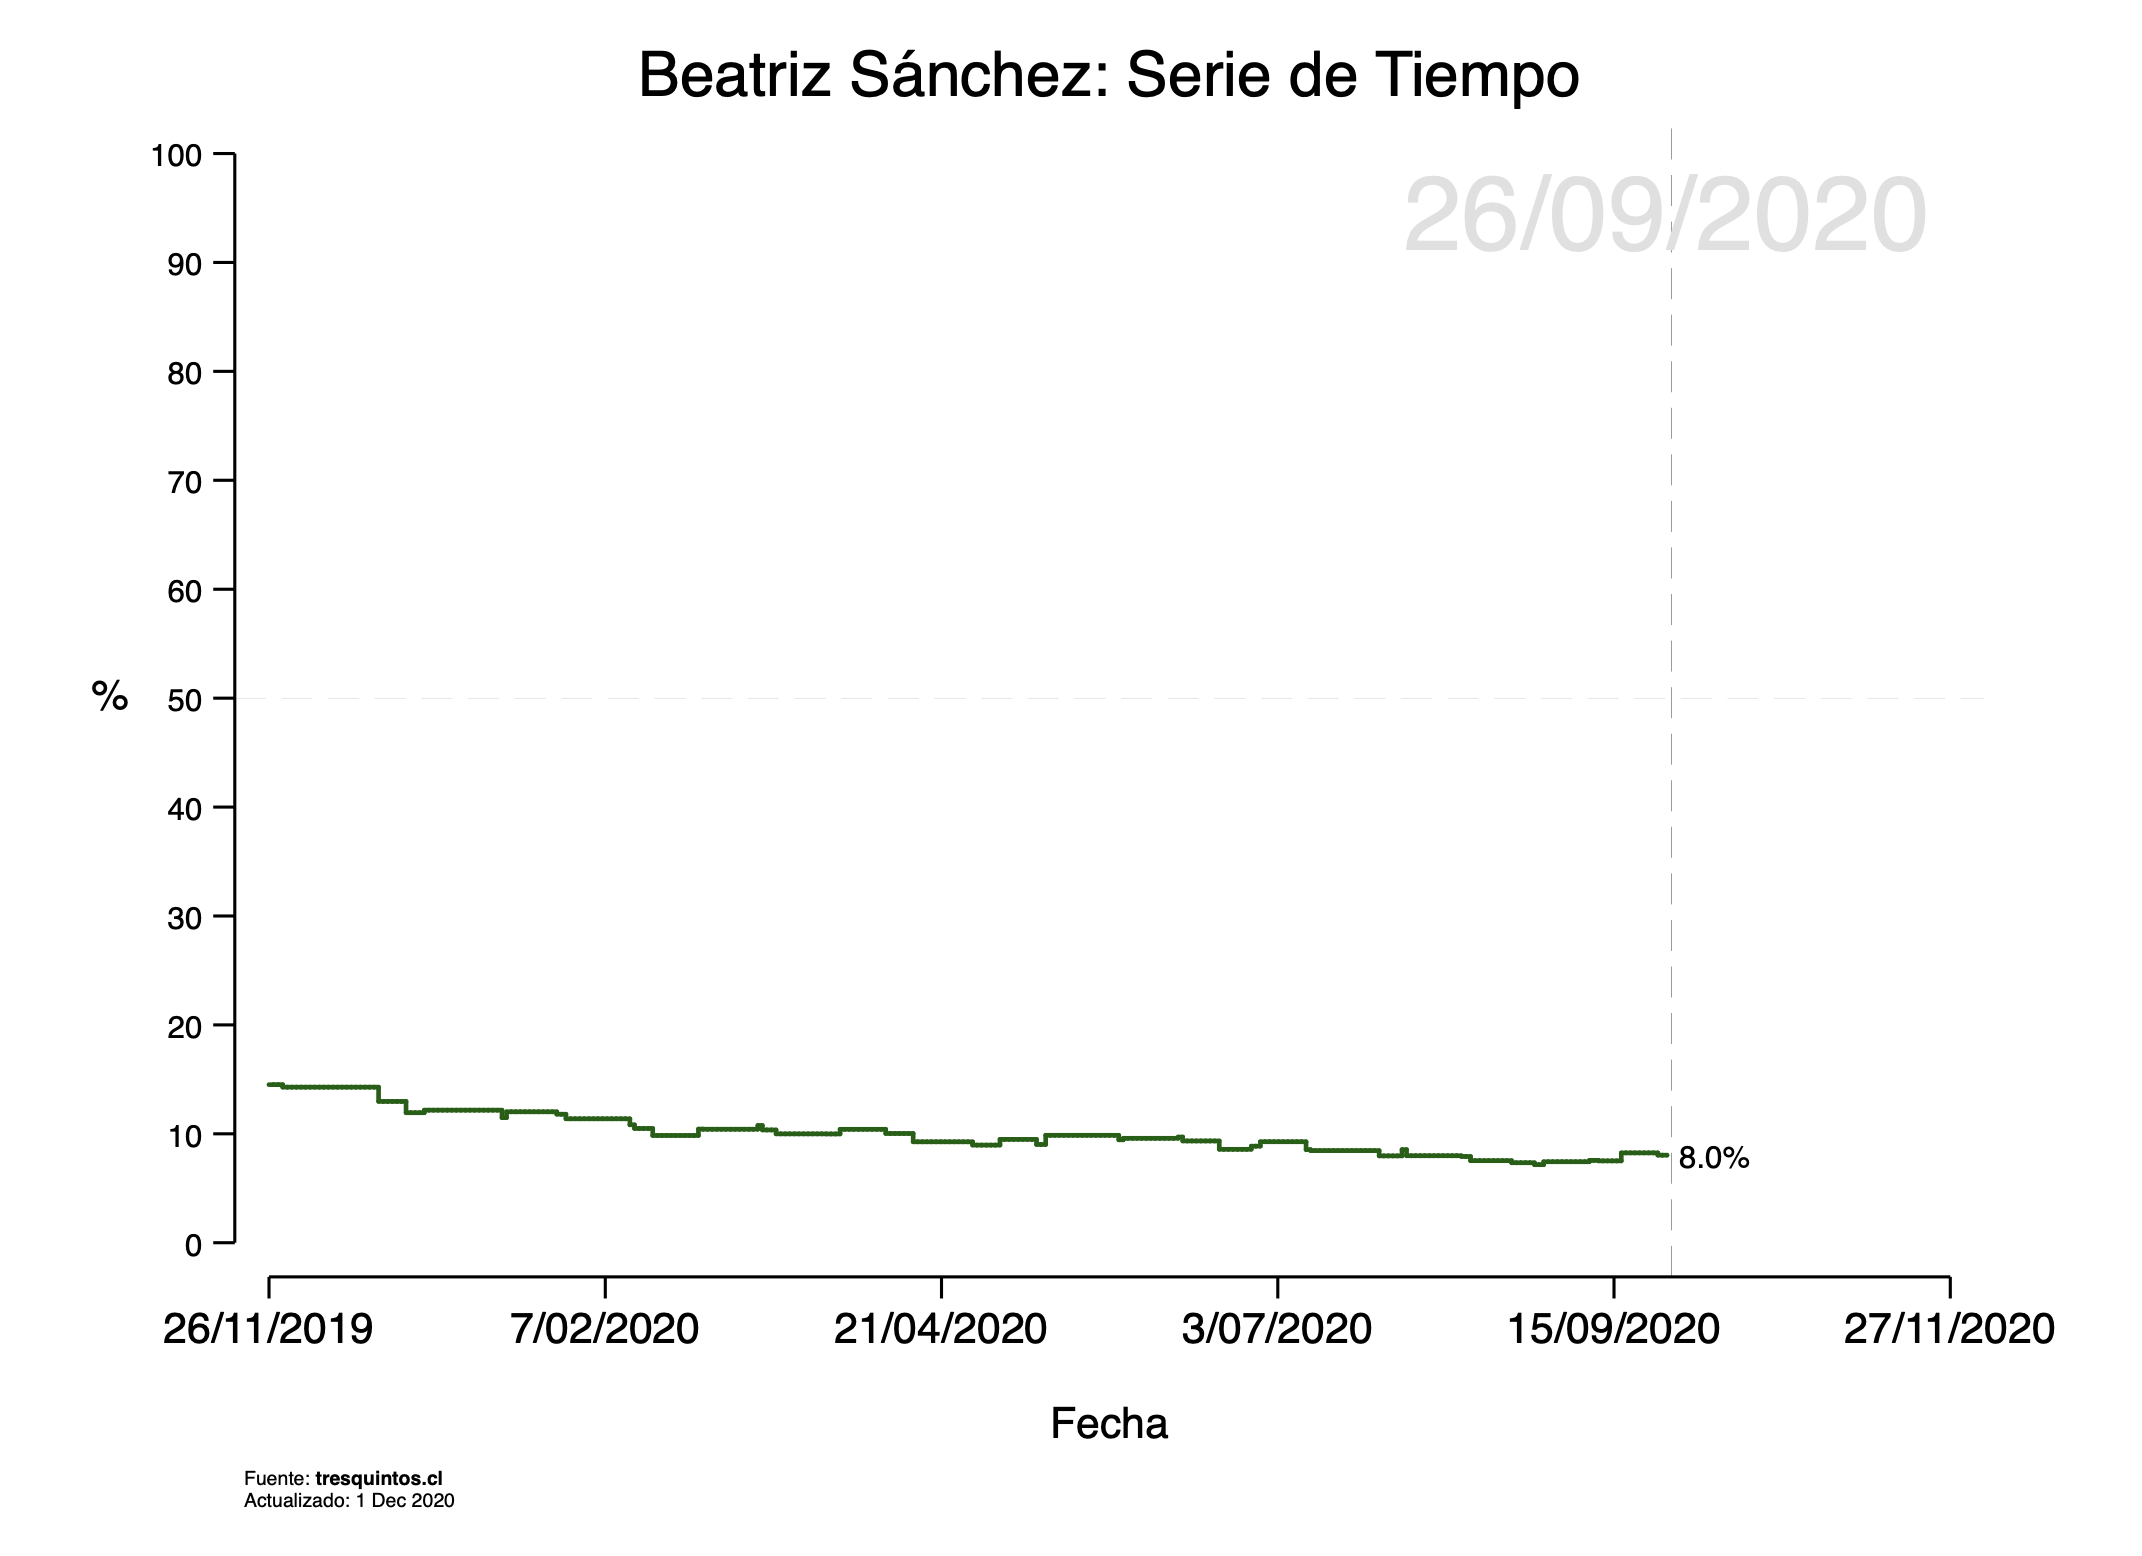 Beatriz Sánchez: Serie de Tiempo
26/09/2020
100
90
80
70
60
50
40
30
20
10
0
%
8.0%
26/11/2019 7/02/2020 21/04/2020 3/07/2020 15/09/2020 27/11/2020
Fecha
Fuente: tresquintos.cl
Actualizado: 1 Dec 2020